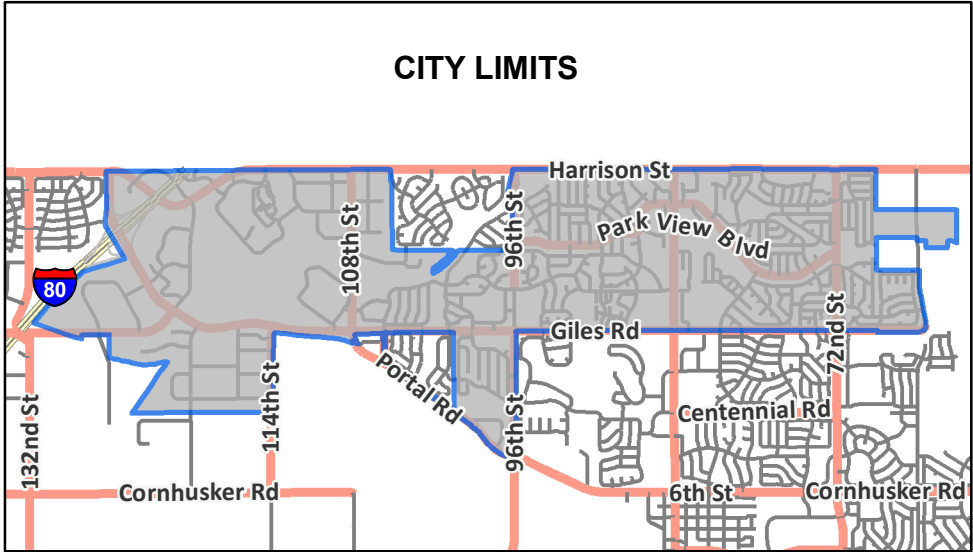 CITY LIMITS
Harrison St
Park View Blvd
96th St
108th St
80
72nd St
Giles Rd
Portal Rd
Centennial Rd
114th St
132nd St
96th St
Cornhusker Rd
6th St
Cornhusker Rd